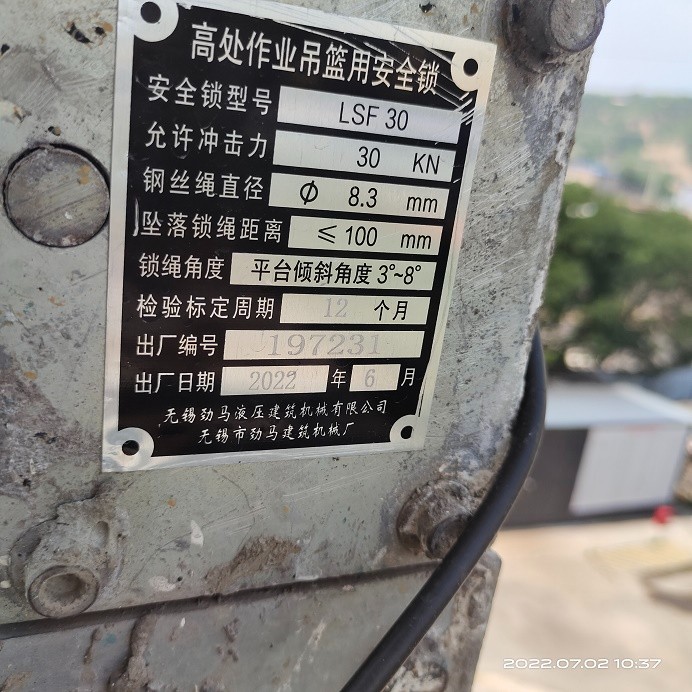 高处作业吊篮用安全锁
安全锁型号 LSF 30
允许冲击力 30 KN
钢丝绳直径 ϕ 8.3 mm
坠落锁绳距离 ≤100 mm
锁绳角度 平台倾斜角度 3°~8°
检验标定周期 12 个月
出厂编号 197231
出厂日期 2022 年 6 月
无锡劲马液压建筑机械有限公司
无锡市劲马建筑机械厂
2022.07.02 10:37